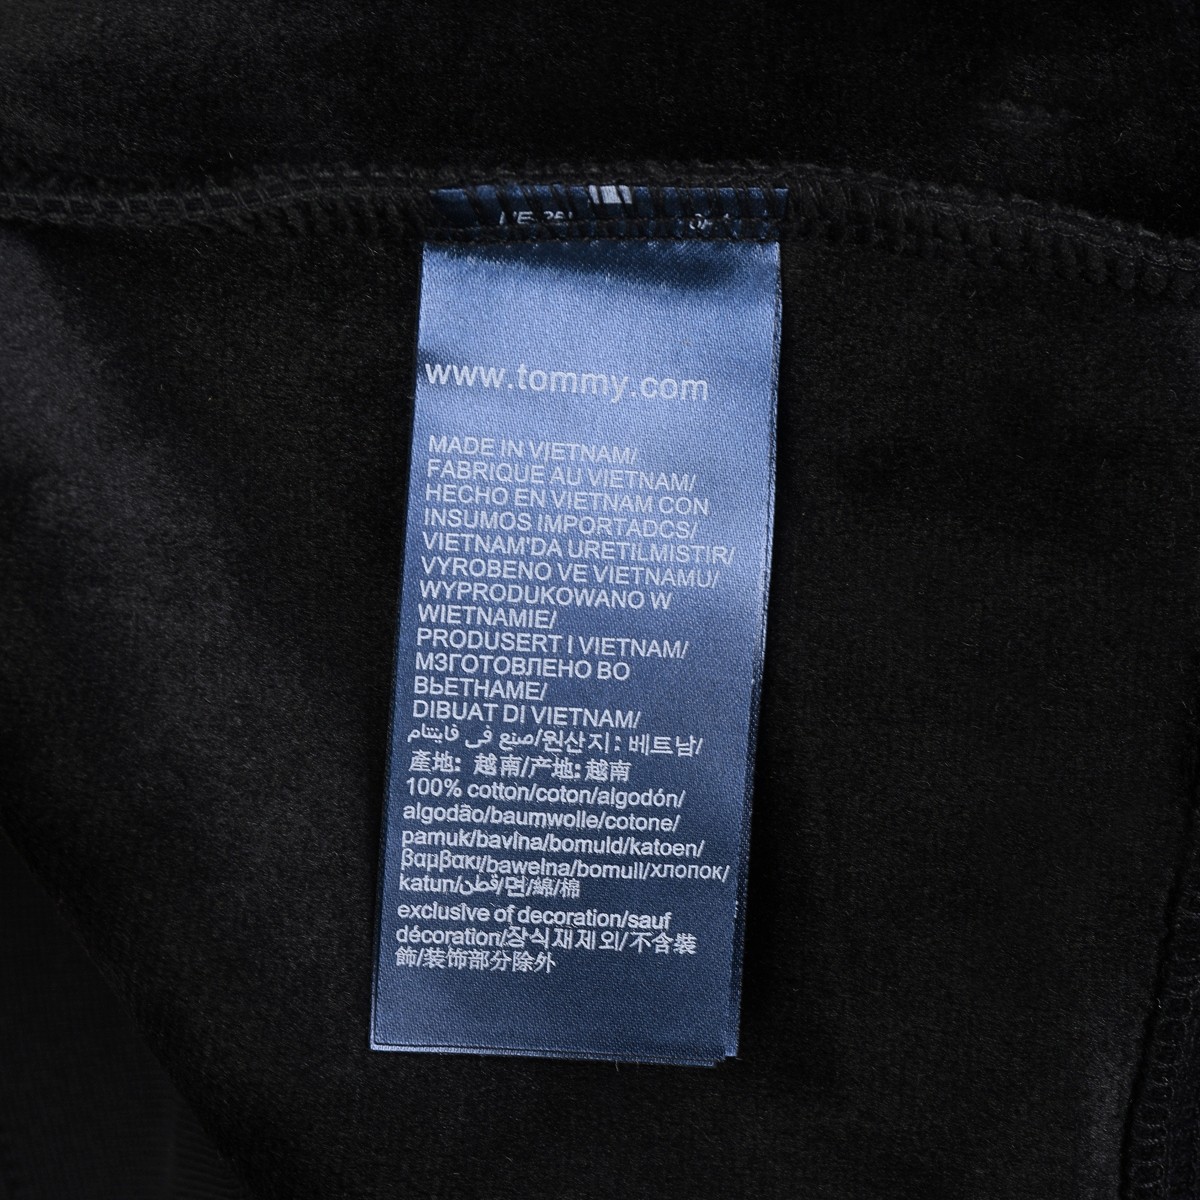 www.tommy.com
MADE IN VIETNAM/
FABRIQUE AU VIETNAM/
HECHO EN VIETNAM CON
INSUMOS IMPORTADCS/
VIETNAM'DA URETILMISTIR/
VYROBENO VE VIETNAMU/
WYPRODUKOWANO W
WIETNAMIE/
PRODUSERT I VIETNAM/
МЗГОТОВЛЕНО ВО
ВЬЕТНАМЕ/
DIBUAT DI VIETNAM/
صنع فى فايتنام/원산지: 베트남/
產地: 越南/产地: 越南
100% cotton/coton/algodón/
algodão/baumwolle/cotone/
pamuk/bavlna/bomuld/katoen/
βαμβακι/bawelna/bomull/хлопок/
katun/قطن/면/綿/棉
exclusive of decoration/sauf
décoration/장식재제외/不含裝
飾/装饰部分除外